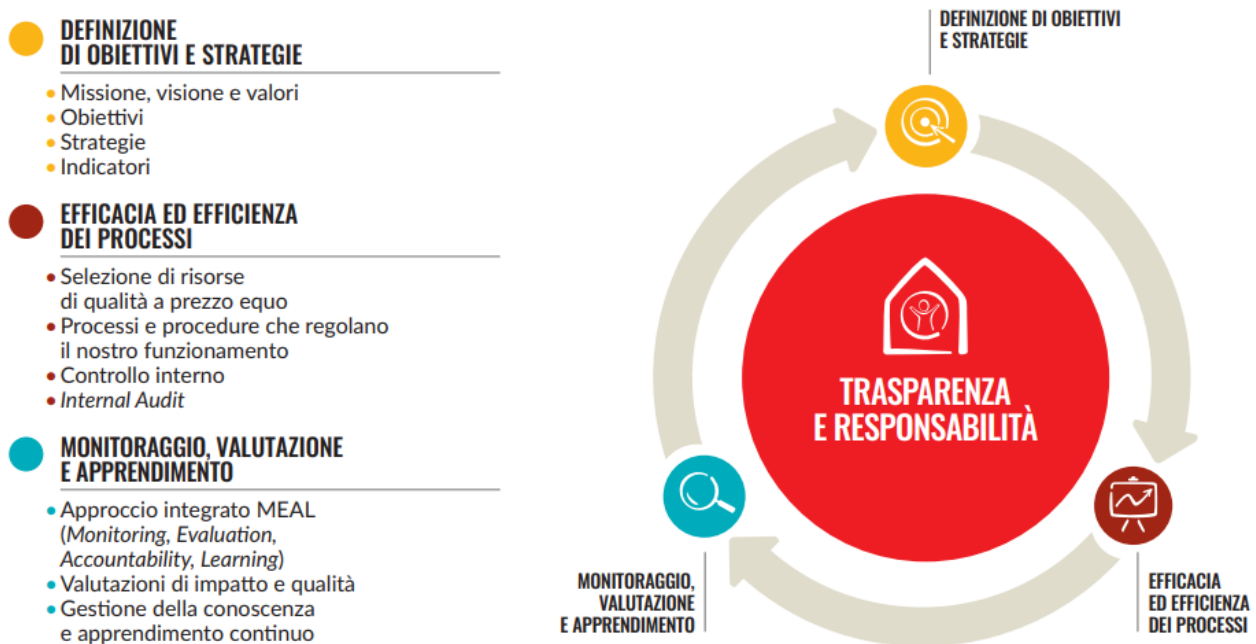 DEFINIZIONE
DI OBIETTIVI E STRATEGIE
• Missione, visione e valori
• Obiettivi
• Strategie
• Indicatori
EFFICACIA ED EFFICIENZA
DEI PROCESSI
• Selezione di risorse
di qualità a prezzo equo
• Processi e procedure che regolano
il nostro funzionamento
• Controllo interno
• Internal Audit
MONITORAGGIO, VALUTAZIONE
E APPRENDIMENTO
• Approccio integrato MEAL
(Monitoring, Evaluation,
Accountability, Learning)
• Valutazioni di impatto e qualità
• Gestione della conoscenza
e apprendimento continuo
DEFINIZIONE DI OBIETTIVI
E STRATEGIE
TRASPARENZA
E RESPONSABILITÀ
MONITORAGGIO,
VALUTAZIONE
E APPRENDIMENTO
EFFICACIA
ED EFFICIENZA
DEI PROCESSI